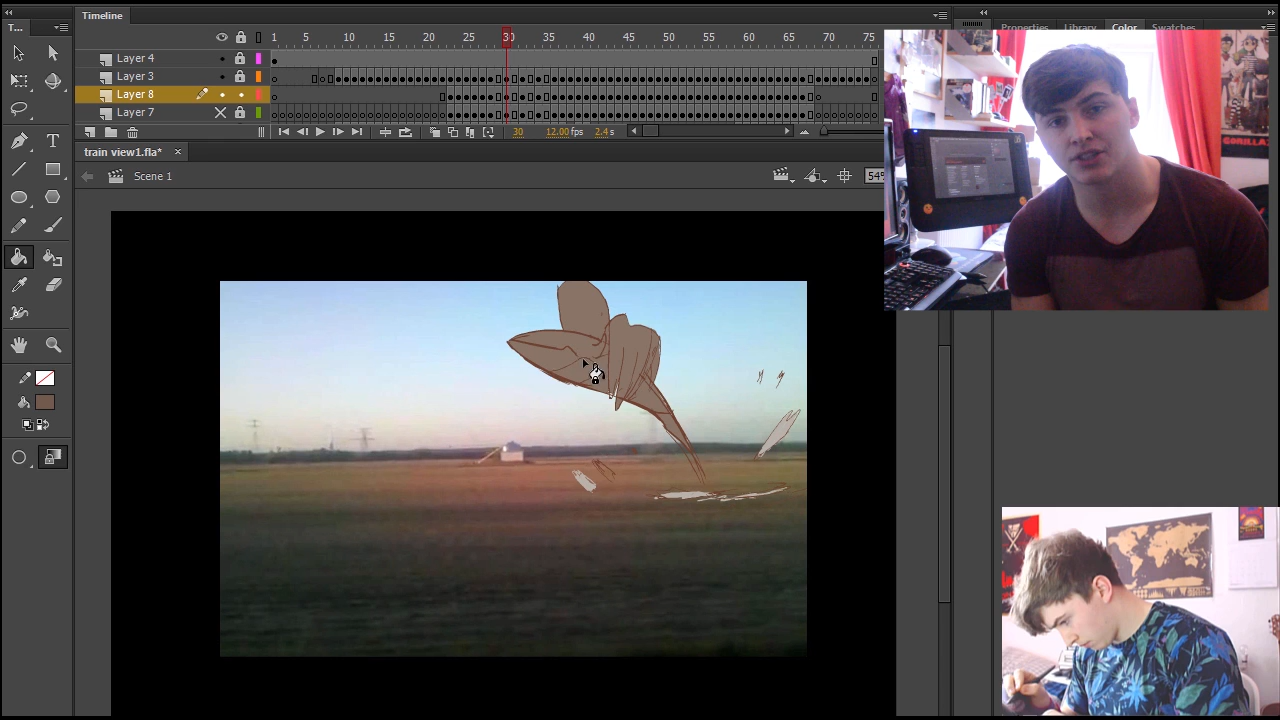 T...
Timeline
Properties
Library
Color
Swatches
1 5 10 15 20 25 30 35 40 45 50 55 60 65 70 75
Layer 4
Layer 3
Layer 8
Layer 7
30 12.00 fps 2.4 s
train view1.fla*
Scene 1
54%
GORILLA